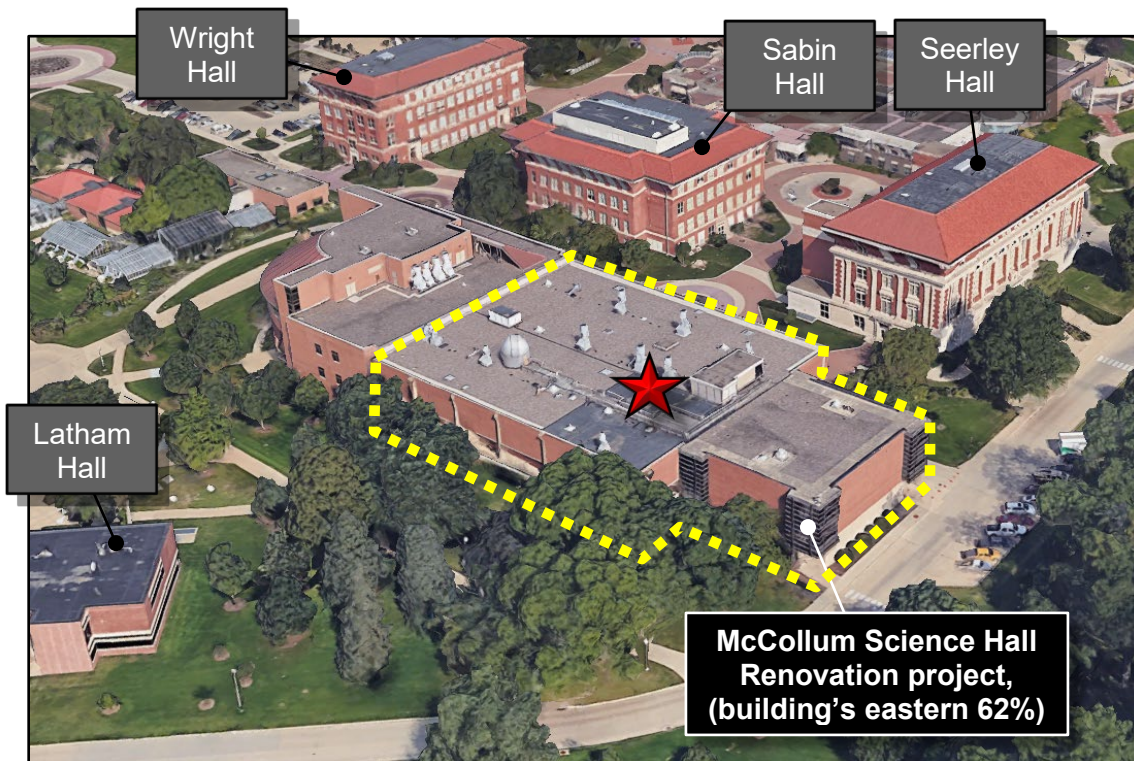 Wright
Hall
Sabin
Hall
Seerley
Hall
Latham
Hall
McCollum Science Hall
Renovation project,
(building's eastern 62%)